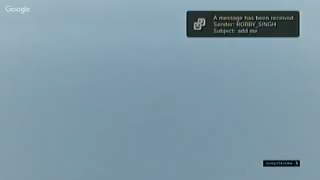 Google
A message has been received.
Sender: ROBBY_SINGH
Subject: add me